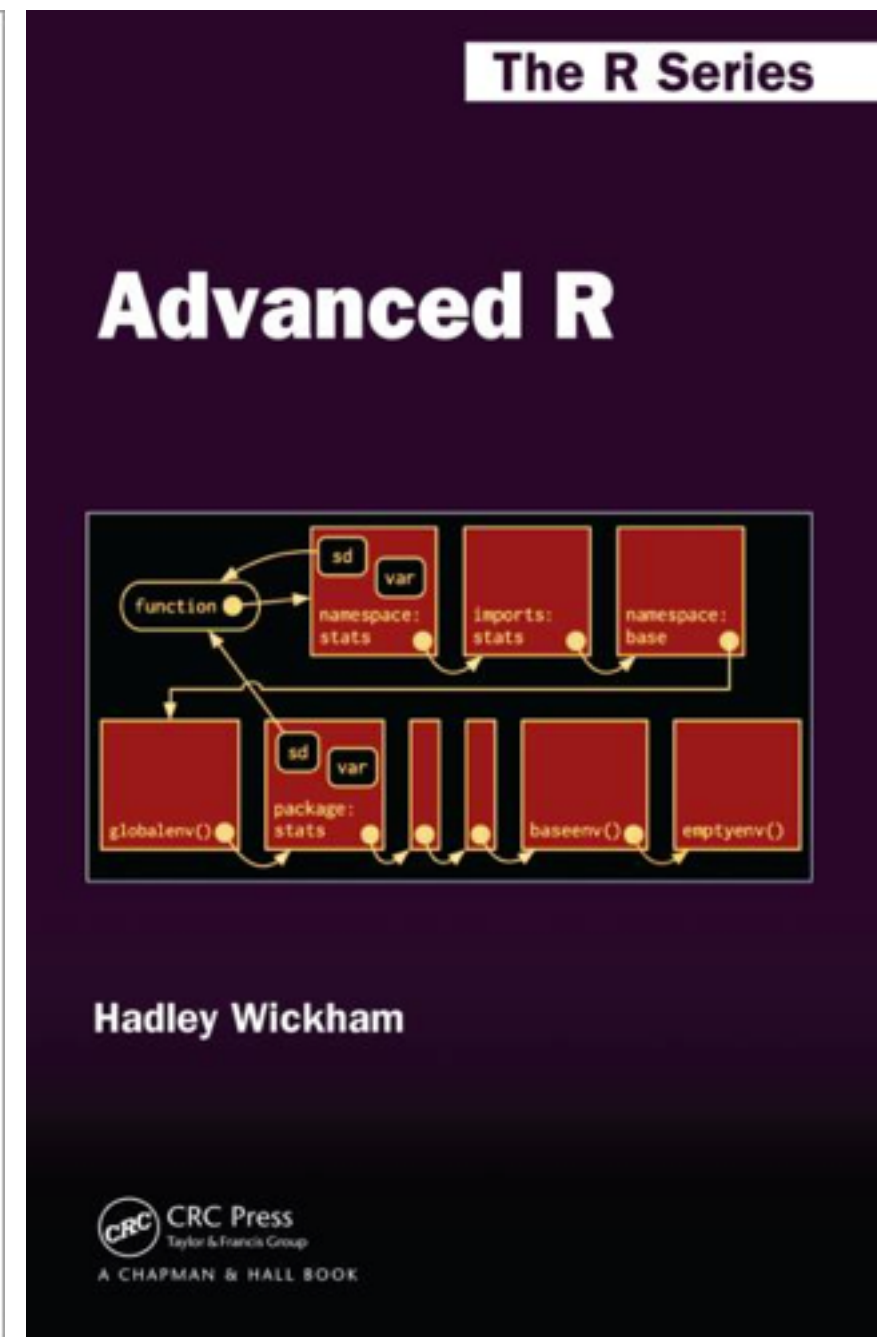 The R Series
Advanced R
sd
var
function
namespace:
stats
imports:
stats
namespace:
base
sd
var
globalenv()
package:
stats
baseenv()
emptyenv()
Hadley Wickham
CRC
CRC Press
Taylor & Francis Group
A CHAPMAN & HALL BOOK